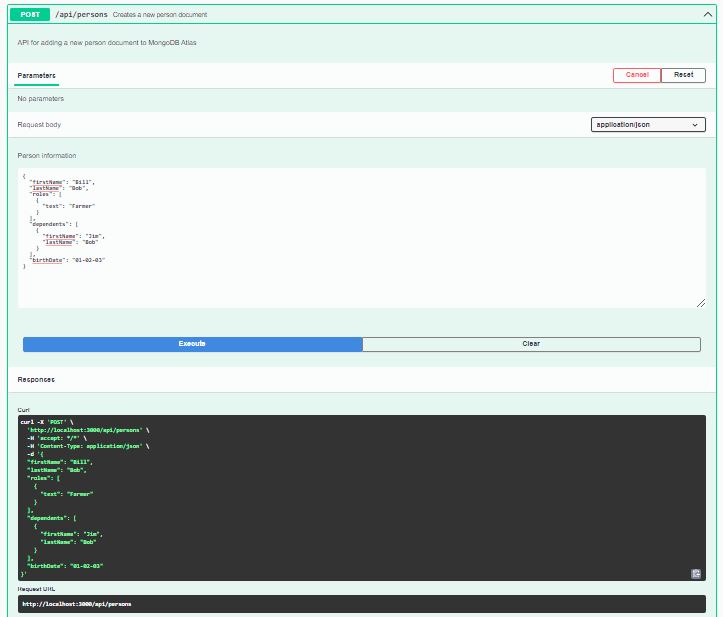 POST /api/persons Creates a new person document
API for adding a new person document to MongoDB Atlas
Parameters Cancel Reset
No parameters
Request body application/json
Person information
{
"firstName": "Bill",
"lastName": "Bob",
"roles": [
{
"text": "Farmer"
}
],
"dependents": [
{
"firstName": "Jim",
"lastName": "Bob"
}
],
"birthDate": "01-02-03"
}
Execute Clear
Responses
Curl
curl -X 'POST' \
'http://localhost:3000/api/persons' \
-H 'accept: */*' \
-H 'Content-Type: application/json' \
-d '{
"firstName": "Bill",
"lastName": "Bob",
"roles": [
{
"text": "Farmer"
}
],
"dependents": [
{
"firstName": "Jim",
"lastName": "Bob"
}
],
"birthDate": "01-02-03"
}'
Request URL
http://localhost:3000/api/persons